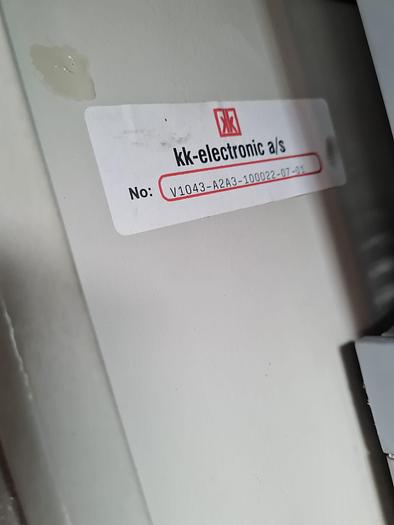 kk
kk-electronic a/s
No: V1043-A2A3-100022-07-01